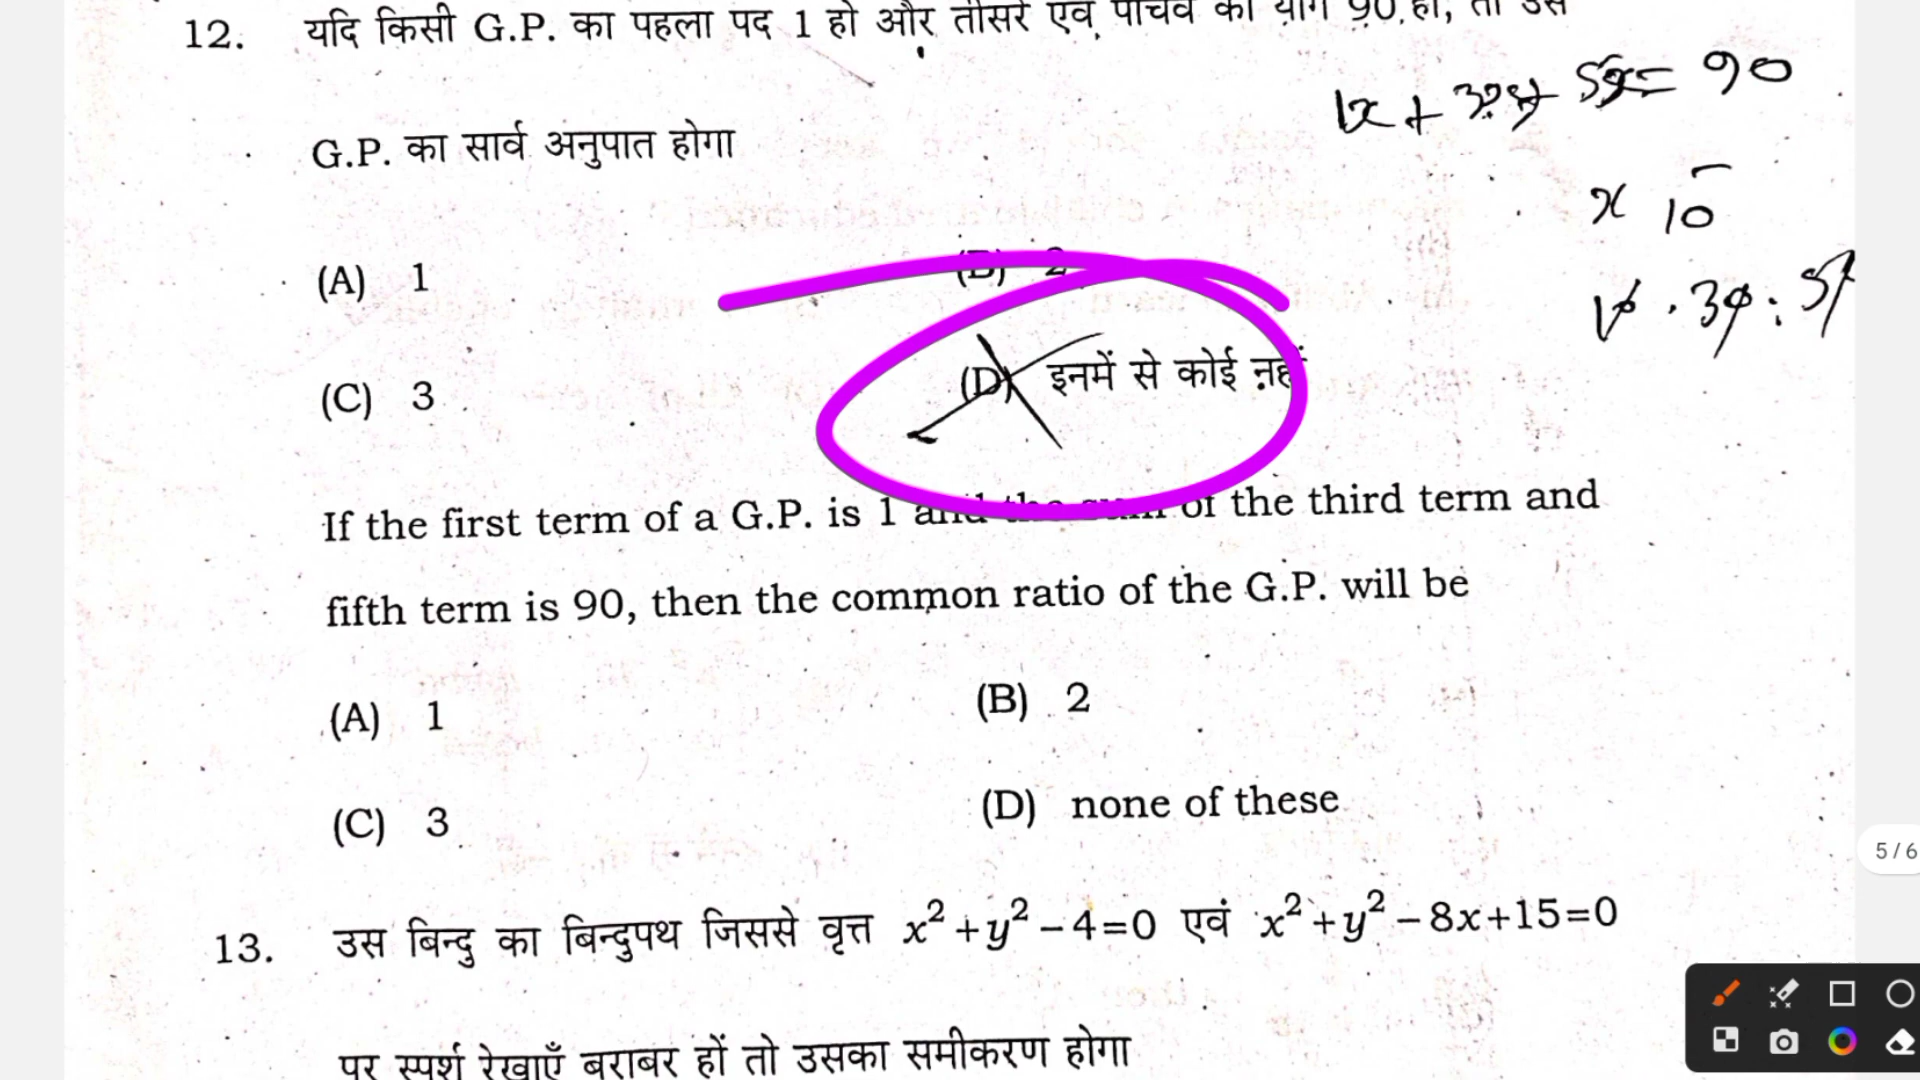 12. यदि किसी G.P. का पहला पद 1 हो और तीसरे एवं पांचवें का योग 90 हो, तो उस
1x + 5x = 90
G.P. का सार्व अनुपात होगा
x 10
(A) 1 (B) 2
(C) 3 (D) इनमें से कोई नहीं
If the first term of a G.P. is 1 and the sum of the third term and
fifth term is 90, then the common ratio of the G.P. will be
(A) 1 (B) 2
(C) 3 (D) none of these
5 / 6
13. उस बिन्दु का बिन्दुपथ जिससे वृत्त x² + y² – 4=0 एवं x² + y² – 8x+15=0
पर स्पर्श रेखाएँ बराबर हों तो उसका समीकरण होगा